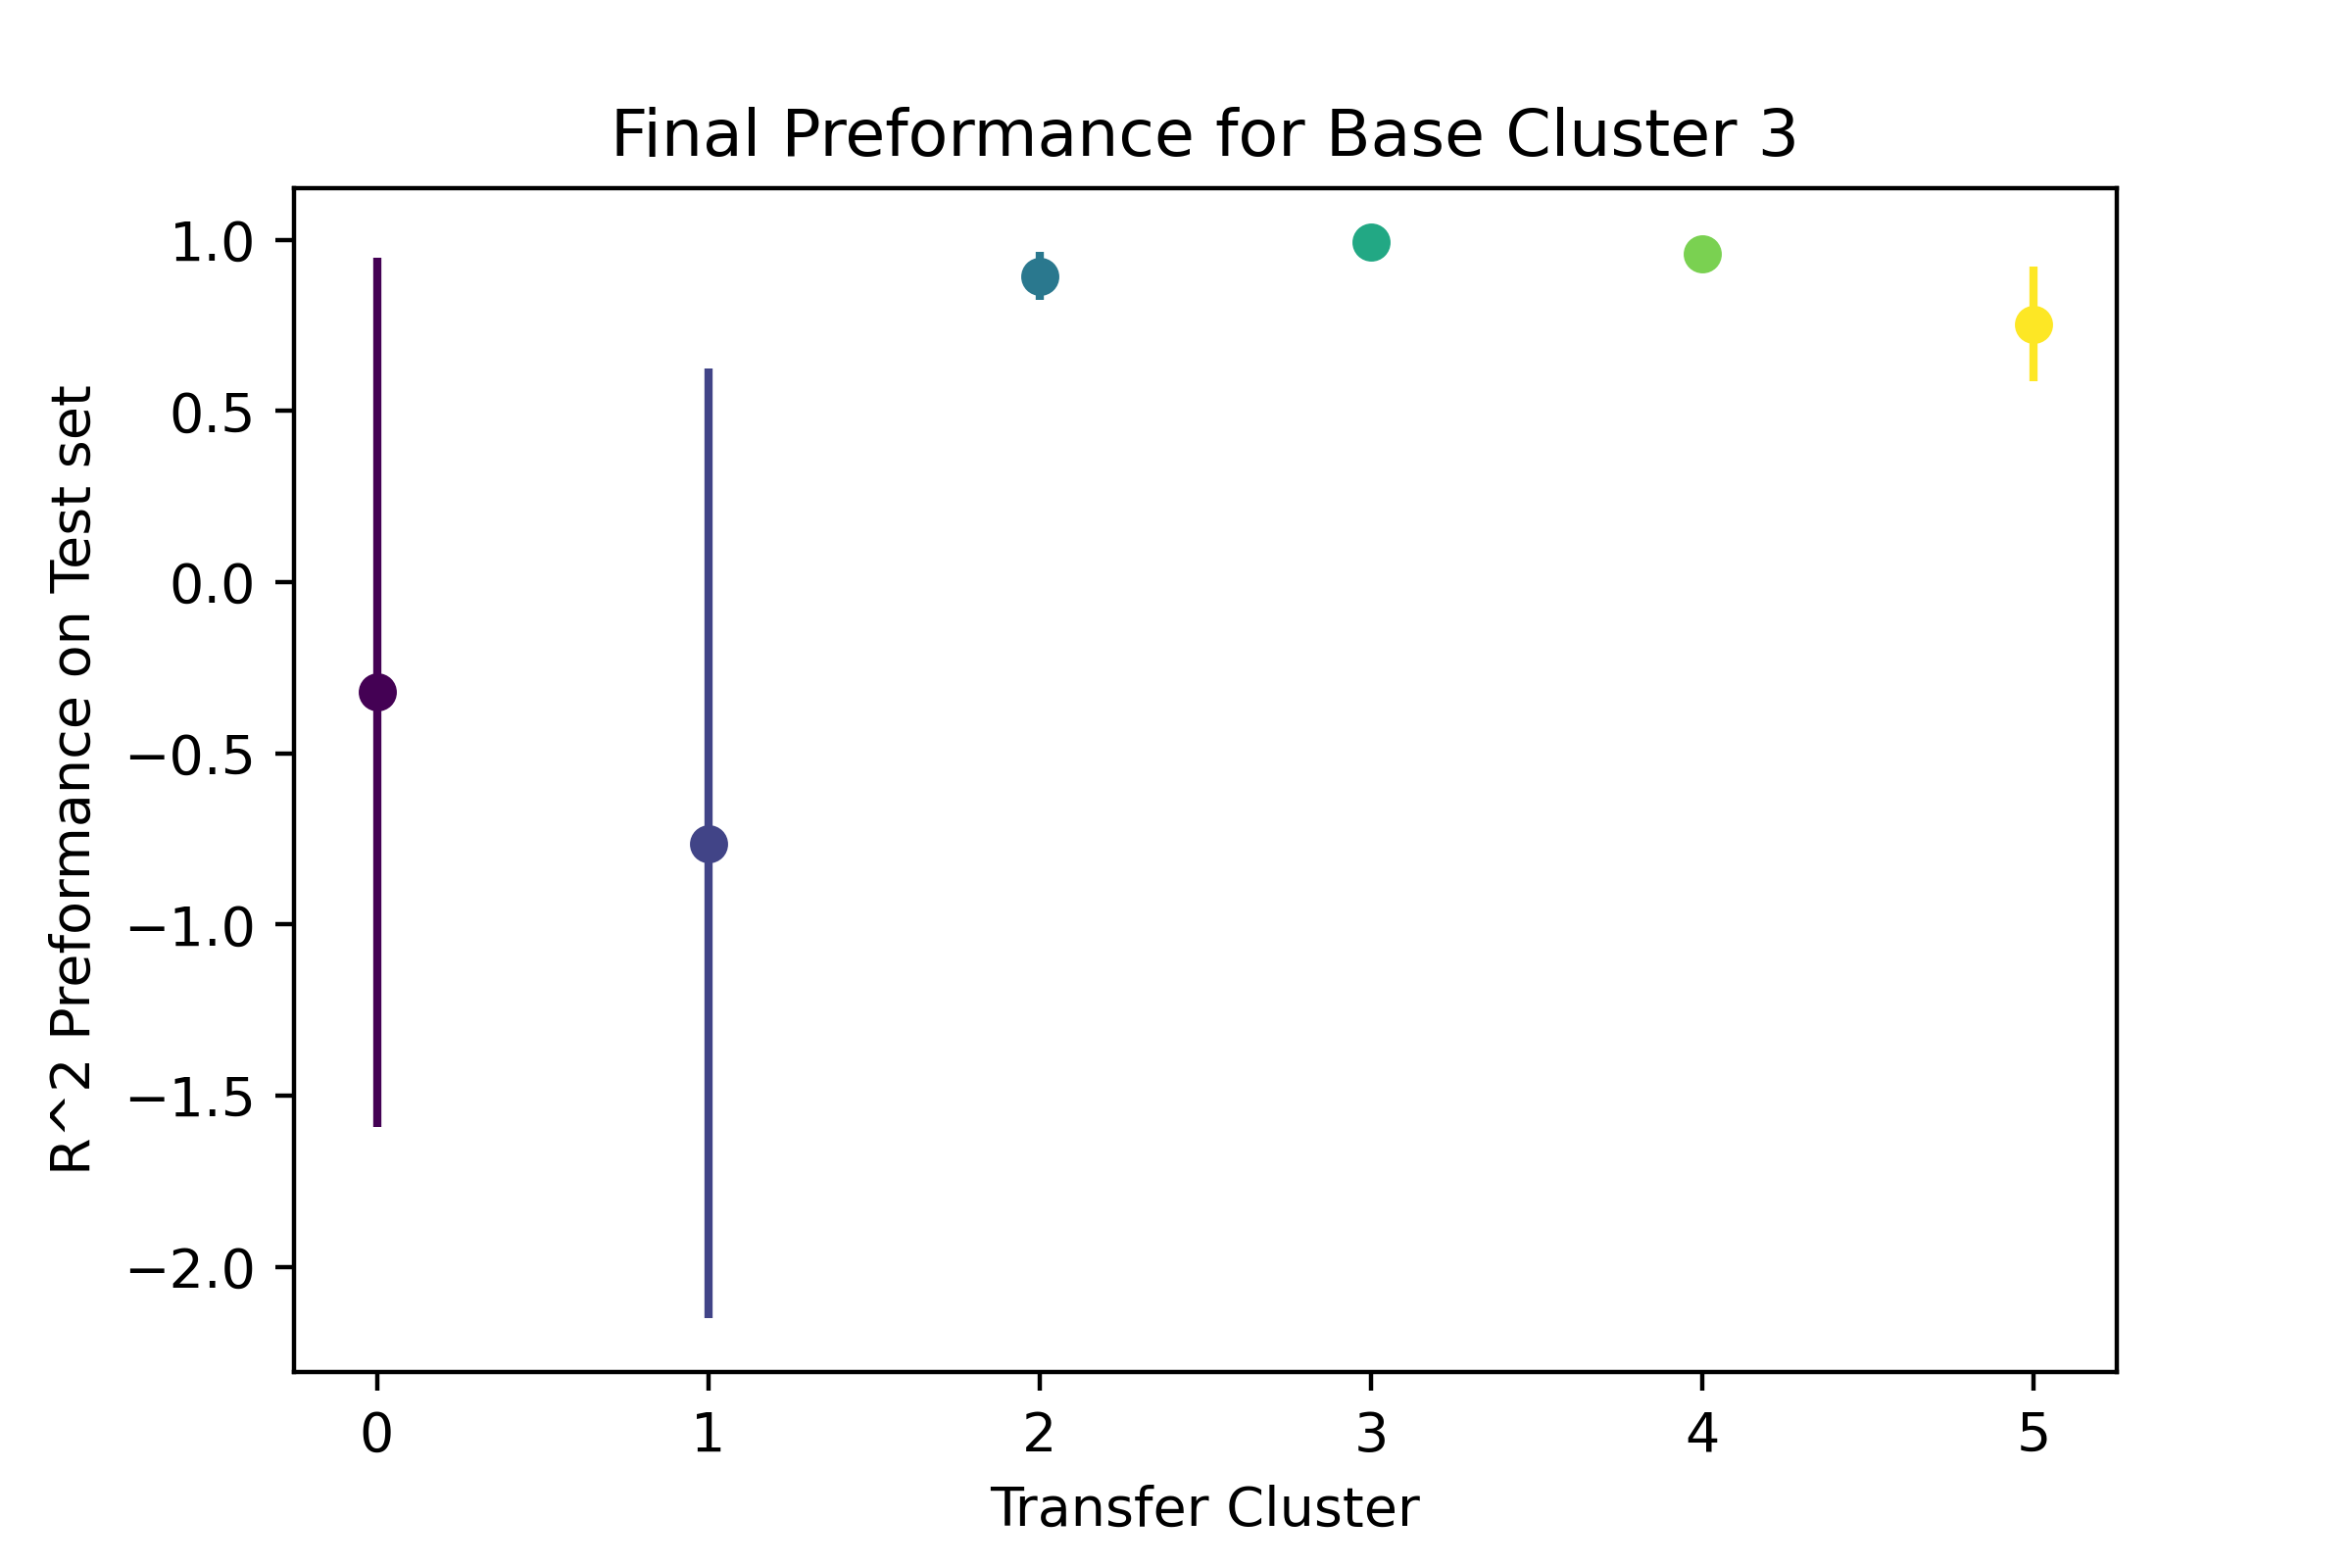 Final Preformance for Base Cluster 3
R^2 Preformance on Test set
1.0
0.5
0.0
−0.5
−1.0
−1.5
−2.0
0 1 2 3 4 5
Transfer Cluster